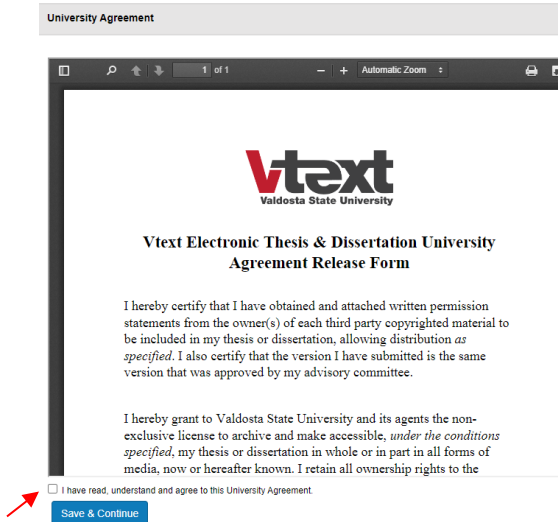 University Agreement
1 of 1 − + Automatic Zoom
Vtext
Valdosta State University
Vtext Electronic Thesis & Dissertation University
Agreement Release Form
I hereby certify that I have obtained and attached written permission
statements from the owner(s) of each third party copyrighted material to
be included in my thesis or dissertation, allowing distribution as
specified. I also certify that the version I have submitted is the same
version that was approved by my advisory committee.
I hereby grant to Valdosta State University and its agents the non-
exclusive license to archive and make accessible, under the conditions
specified, my thesis or dissertation in whole or in part in all forms of
media, now or hereafter known. I retain all ownership rights to the
I have read, understand and agree to this University Agreement.
Save & Continue